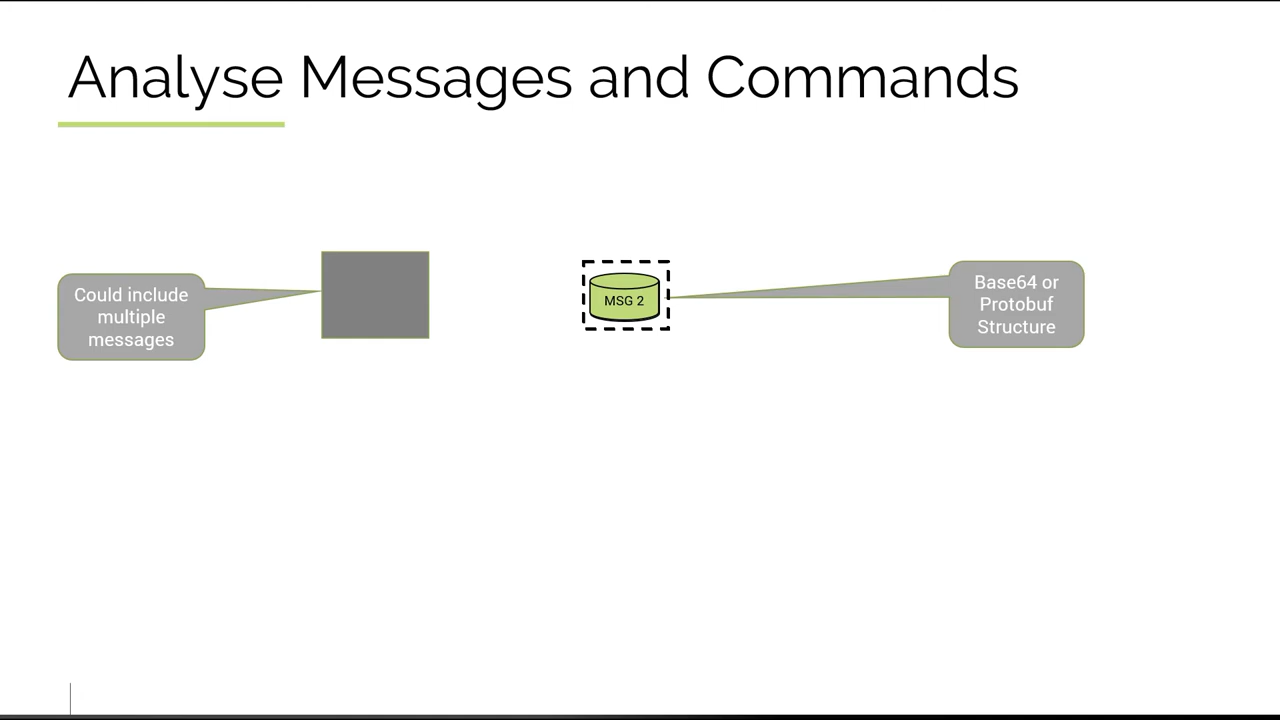 Analyse Messages and Commands
Could include
multiple
messages
MSG 2
Base64 or
Protobuf
Structure